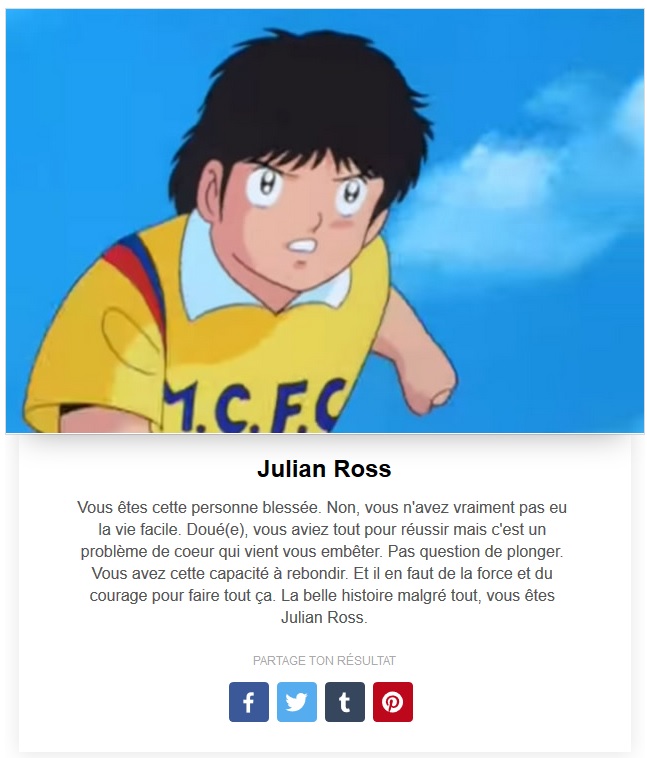 M.C.F.C
Julian Ross
Vous êtes cette personne blessée. Non, vous n'avez vraiment pas eu
la vie facile. Doué(e), vous aviez tout pour réussir mais c'est un
problème de coeur qui vient vous embêter. Pas question de plonger.
Vous avez cette capacité à rebondir. Et il en faut de la force et du
courage pour faire tout ça. La belle histoire malgré tout, vous êtes
Julian Ross.
PARTAGE TON RÉSULTAT